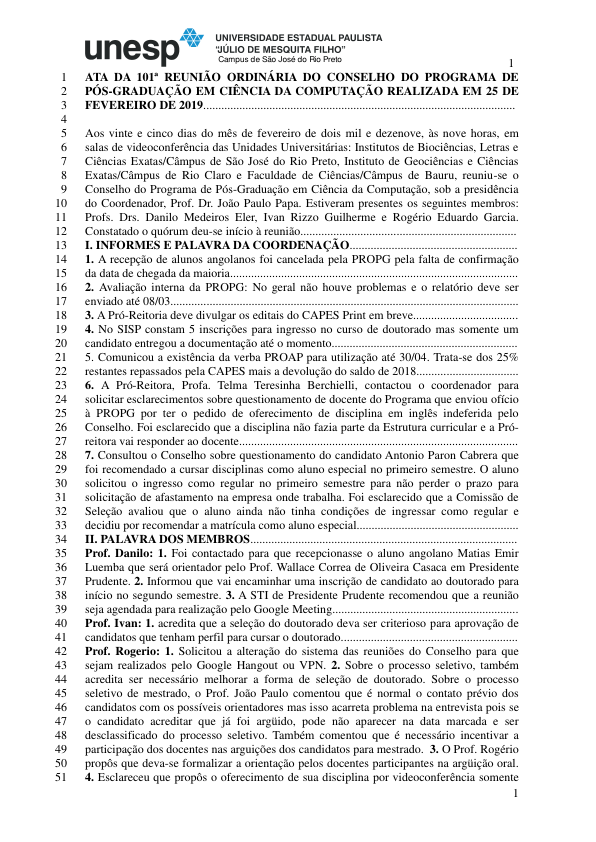 unesp
UNIVERSIDADE ESTADUAL PAULISTA
"JÚLIO DE MESQUITA FILHO"
Campus de São José do Rio Preto
1
1 ATA DA 101ª REUNIÃO ORDINÁRIA DO CONSELHO DO PROGRAMA DE
2 PÓS-GRADUAÇÃO EM CIÊNCIA DA COMPUTAÇÃO REALIZADA EM 25 DE
3 FEVEREIRO DE 2019.....................................................................................................
4
5 Aos vinte e cinco dias do mês de fevereiro de dois mil e dezenove, às nove horas, em
6 salas de videoconferência das Unidades Universitárias: Institutos de Biociências, Letras e
7 Ciências Exatas/Câmpus de São José do Rio Preto, Instituto de Geociências e Ciências
8 Exatas/Câmpus de Rio Claro e Faculdade de Ciências/Câmpus de Bauru, reuniu-se o
9 Conselho do Programa de Pós-Graduação em Ciência da Computação, sob a presidência
10 do Coordenador, Prof. Dr. João Paulo Papa. Estiveram presentes os seguintes membros:
11 Profs. Drs. Danilo Medeiros Eler, Ivan Rizzo Guilherme e Rogério Eduardo Garcia.
12 Constatado o quórum deu-se início à reunião......................................................................
13 I. INFORMES E PALAVRA DA COORDENAÇÃO......................................................
14 1. A recepção de alunos angolanos foi cancelada pela PROPG pela falta de confirmação
15 da data de chegada da maioria.............................................................................................
16 2. Avaliação interna da PROPG: No geral não houve problemas e o relatório deve ser
17 enviado até 08/03................................................................................................................
18 3. A Pró-Reitoria deve divulgar os editais do CAPES Print em breve..................................
19 4. No SISP constam 5 inscrições para ingresso no curso de doutorado mas somente um
20 candidato entregou a documentação até o momento............................................................
21 5. Comunicou a existência da verba PROAP para utilização até 30/04. Trata-se dos 25%
22 restantes repassados pela CAPES mais a devolução do saldo de 2018.................................
23 6. A Pró-Reitora, Profa. Telma Teresinha Berchielli, contactou o coordenador para
24 solicitar esclarecimentos sobre questionamento de docente do Programa que enviou ofício
25 à PROPG por ter o pedido de oferecimento de disciplina em inglês indeferida pelo
26 Conselho. Foi esclarecido que a disciplina não fazia parte da Estrutura curricular e a Pró-
27 reitora vai responder ao docente..........................................................................................
28 7. Consultou o Conselho sobre questionamento do candidato Antonio Paron Cabrera que
29 foi recomendado a cursar disciplinas como aluno especial no primeiro semestre. O aluno
30 solicitou o ingresso como regular no primeiro semestre para não perder o prazo para
31 solicitação de afastamento na empresa onde trabalha. Foi esclarecido que a Comissão de
32 Seleção avaliou que o aluno ainda não tinha condições de ingressar como regular e
33 decidiu por recomendar a matrícula como aluno especial....................................................
34 II. PALAVRA DOS MEMBROS......................................................................................
35 Prof. Danilo: 1. Foi contactado para que recepcionasse o aluno angolano Matias Emir
36 Luemba que será orientador pelo Prof. Wallace Correa de Oliveira Casaca em Presidente
37 Prudente. 2. Informou que vai encaminhar uma inscrição de candidato ao doutorado para
38 início no segundo semestre. 3. A STI de Presidente Prudente recomendou que a reunião
39 seja agendada para realização pelo Google Meeting............................................................
40 Prof. Ivan: 1. acredita que a seleção do doutorado deva ser criterioso para aprovação de
41 candidatos que tenham perfil para cursar o doutorado.........................................................
42 Prof. Rogerio: 1. Solicitou a alteração do sistema das reuniões do Conselho para que
43 sejam realizados pelo Google Hangout ou VPN. 2. Sobre o processo seletivo, também
44 acredita ser necessário melhorar a forma de seleção de doutorado. Sobre o processo
45 seletivo de mestrado, o Prof. João Paulo comentou que é normal o contato prévio dos
46 candidatos com os possíveis orientadores mas isso acarreta problema na entrevista pois se
47 o candidato acreditar que já foi argüido, pode não aparecer na data marcada e ser
48 desclassificado do processo seletivo. Também comentou que é necessário incentivar a
49 participação dos docentes nas arguições dos candidatos para mestrado. 3. O Prof. Rogério
50 propôs que deva-se formalizar a orientação pelos docentes participantes na argüição oral.
51 4. Esclareceu que propôs o oferecimento de sua disciplina por videoconferência somente
1